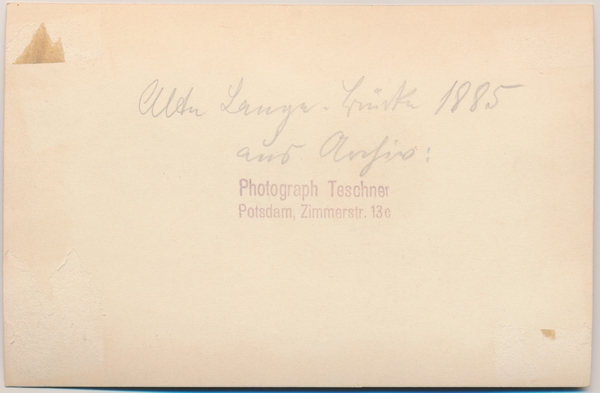 Alte Lange-Brücke 1885
aus Archiv:
Photograph Teschner
Potsdam, Zimmerstr. 13c